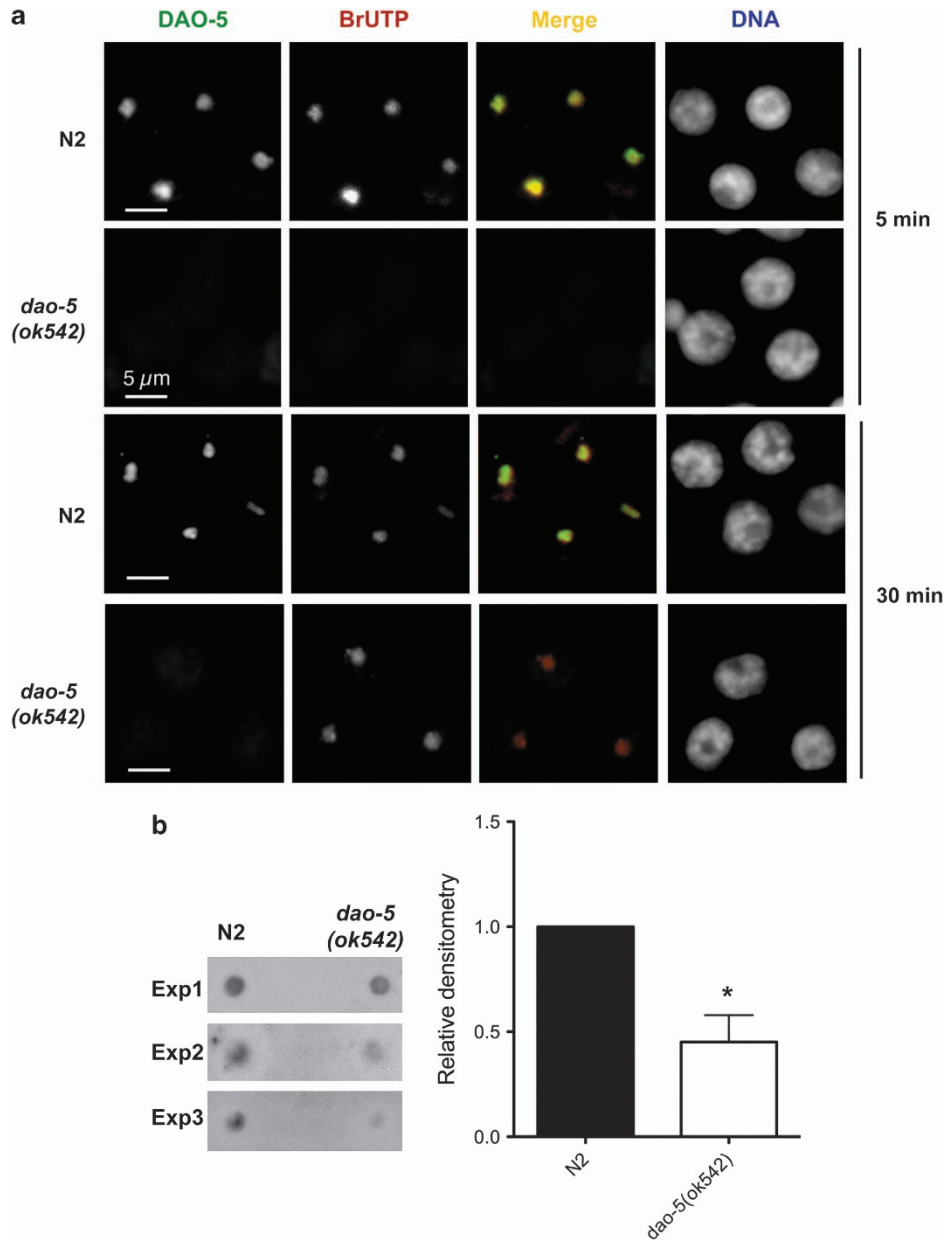 a
DAO-5 BrUTP Merge DNA
N2
5 min
dao-5
(ok542)
5 µm
N2
30 min
dao-5
(ok542)
b
N2
dao-5
(ok542)
Exp1
Exp2
Exp3
Relative densitometry
1.5
1.0
0.5
0.0
*
N2
dao-5(ok542)